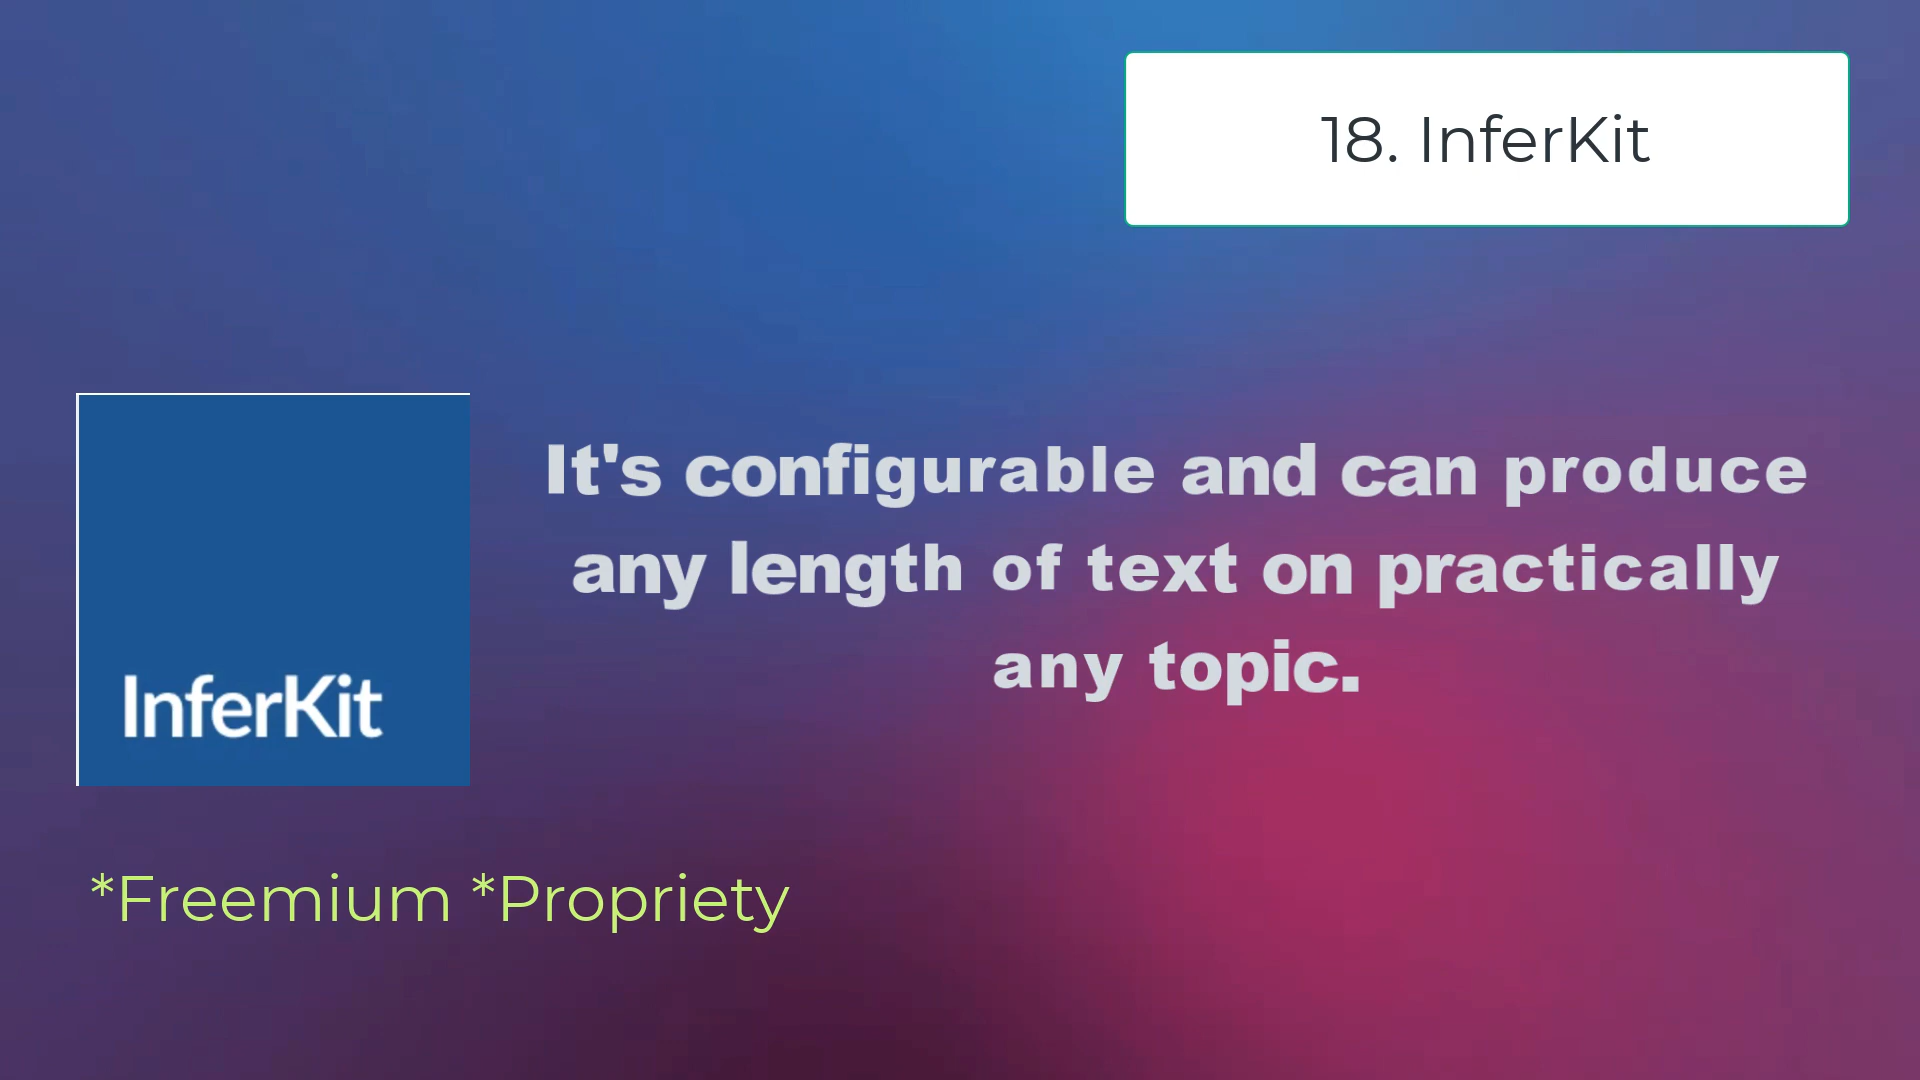 18. InferKit
It's configurable and can produce
any length of text on practically
any topic.
InferKit
*Freemium *Propriety